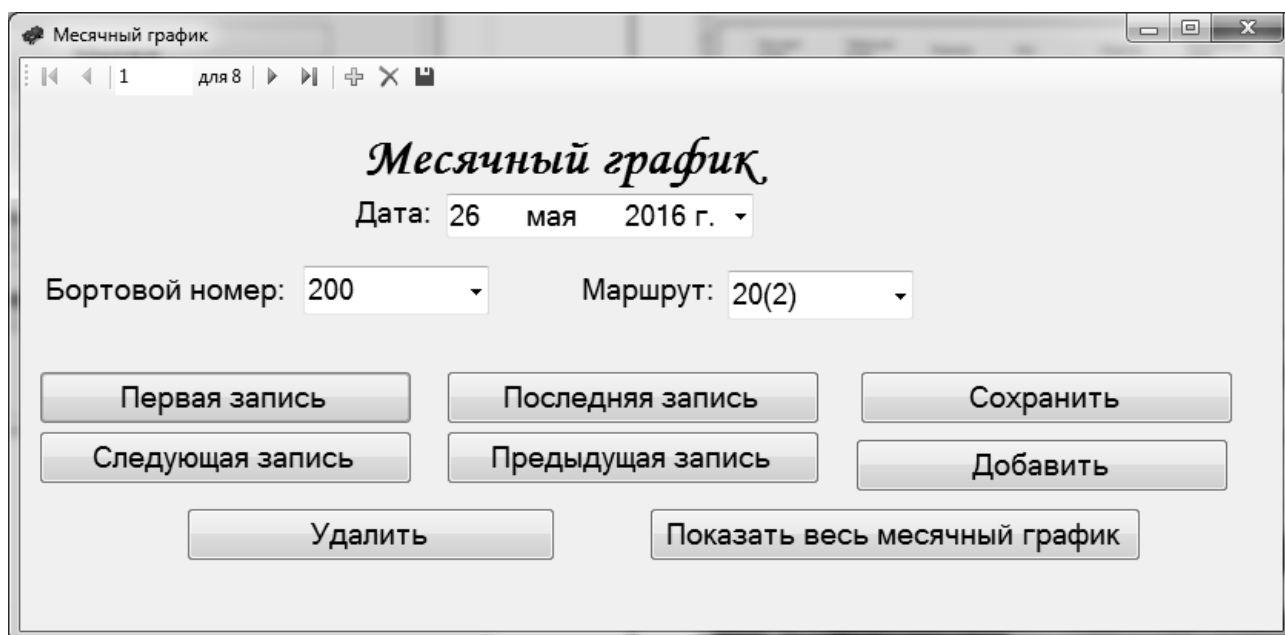 Месячный график
1 для 8
Месячный график
Дата: 26 мая 2016 г.
Бортовой номер: 200 Маршрут: 20(2)
Первая запись Последняя запись Сохранить
Следующая запись Предыдущая запись Добавить
Удалить Показать весь месячный график